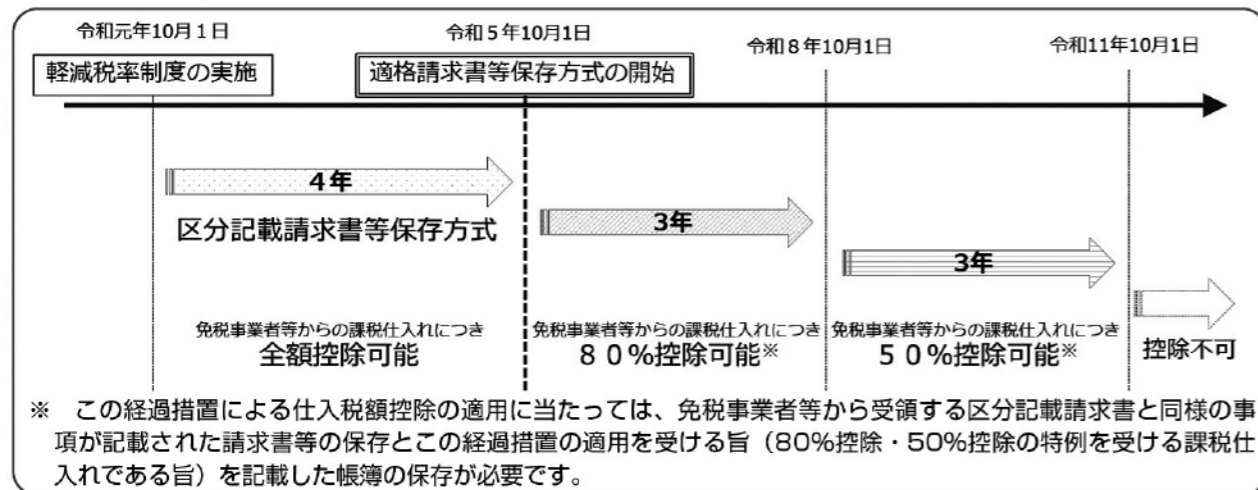 令和元年10月１日
令和５年10月1日
令和８年10月1日
令和11年10月1日
軽減税率制度の実施
適格請求書等保存方式の開始
４年
区分記載請求書等保存方式
3年
3年
免税事業者等からの課税仕入れにつき
全額控除可能
免税事業者等からの課税仕入れにつき
８０％控除可能※
免税事業者等からの課税仕入れにつき
５０％控除可能※
控除不可
※　この経過措置による仕入税額控除の適用に当たっては、免税事業者等から受領する区分記載請求書と同様の事
項が記載された請求書等の保存とこの経過措置の適用を受ける旨（80％控除・50％控除の特例を受ける課税仕
入れである旨）を記載した帳簿の保存が必要です。